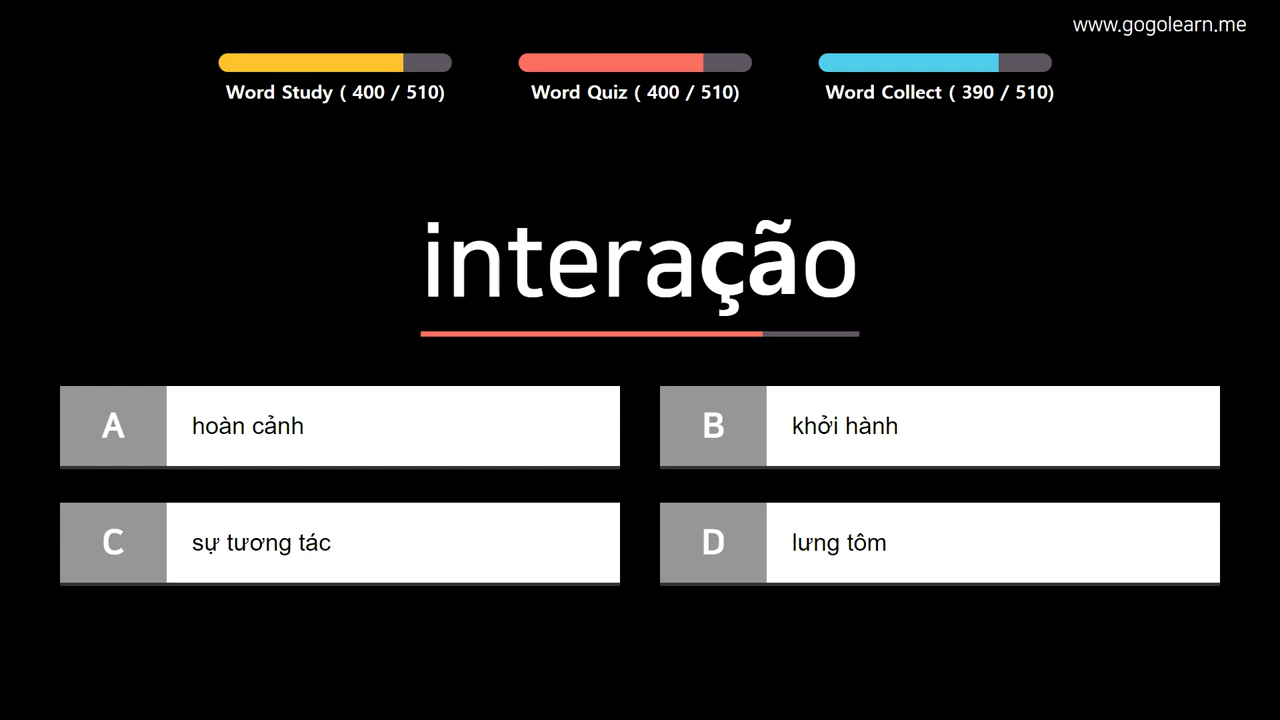 www.gogolearn.me
Word Study ( 400 / 510)
Word Quiz ( 400 / 510)
Word Collect ( 390 / 510)
interação
A hoàn cảnh
B khởi hành
C sự tương tác
D lưng tôm